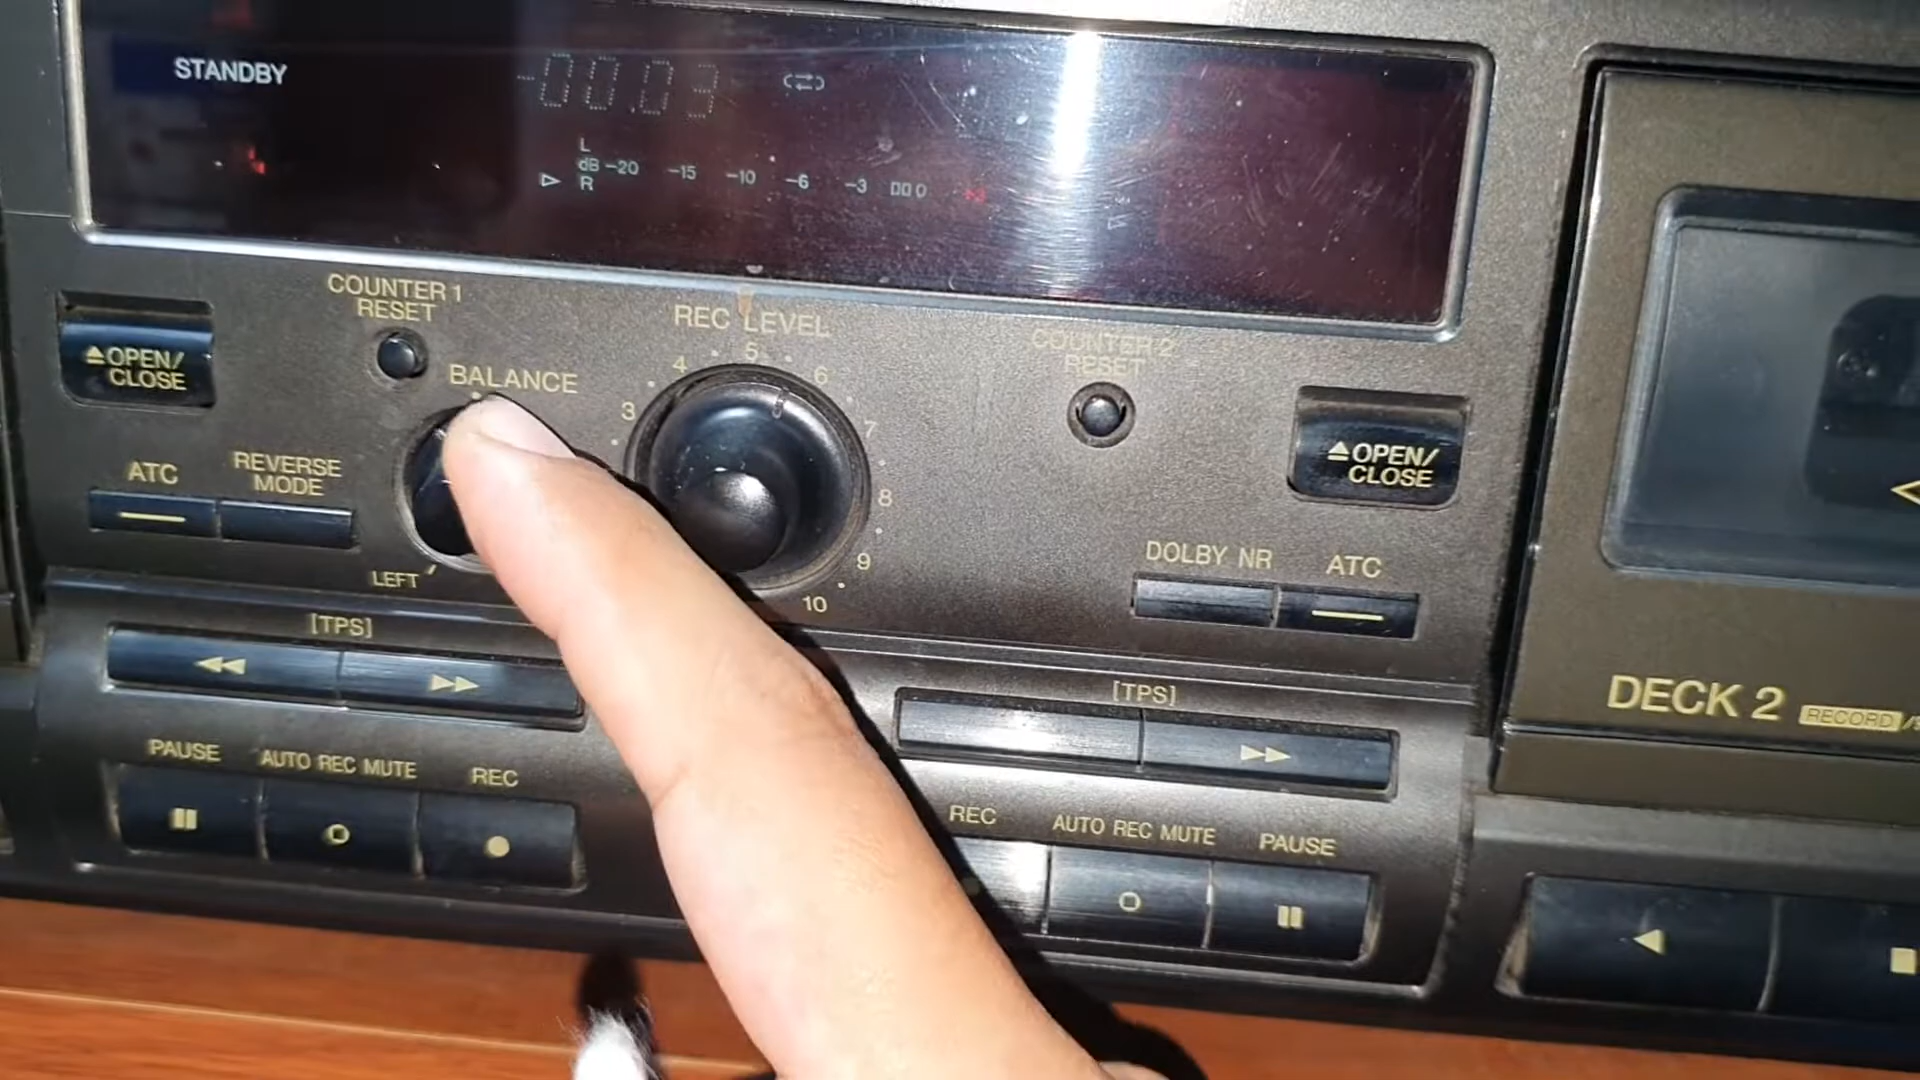 STANDBY
-00.03
L
dB -20 -15 -10 -6 -3 0
R
COUNTER 1
RESET
REC LEVEL
COUNTER 2
RESET
OPEN/
CLOSE
BALANCE
3 4 5 6 7 8 9 10
OPEN/
CLOSE
ATC
REVERSE
MODE
LEFT
DOLBY NR
ATC
[TPS]
[TPS]
DECK 2 RECORD/
PAUSE
AUTO REC MUTE
REC
REC
AUTO REC MUTE
PAUSE